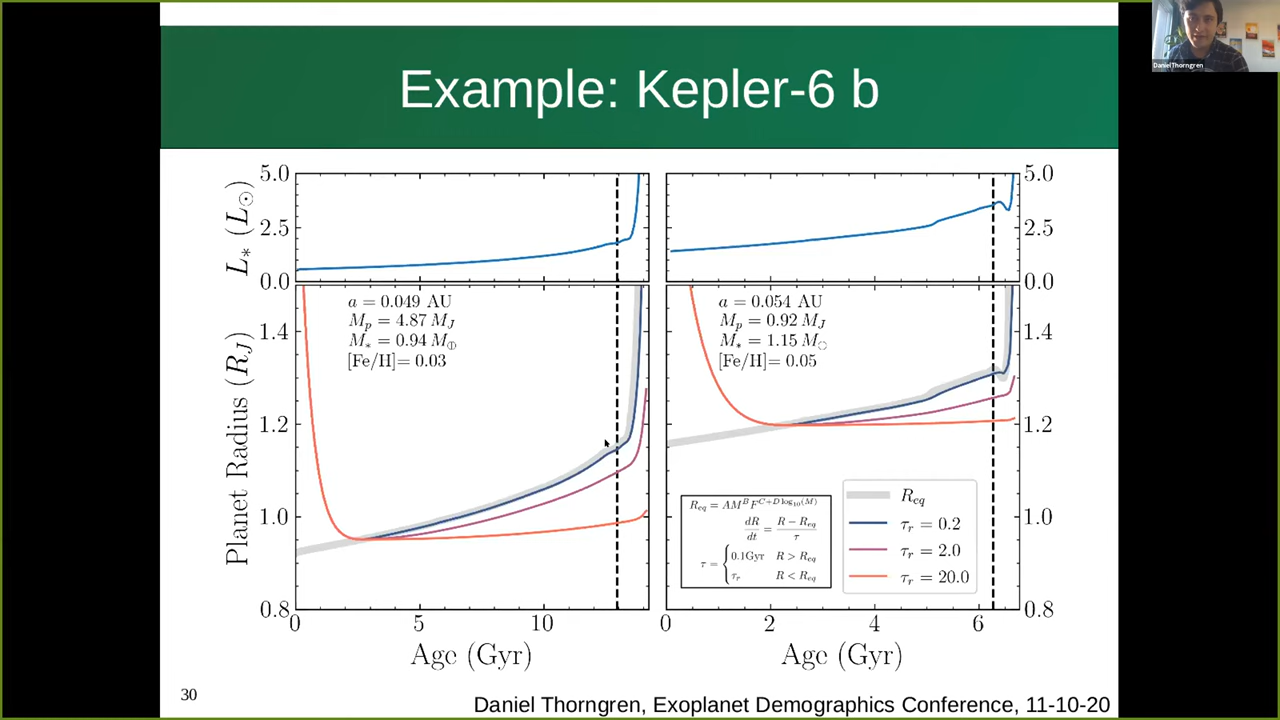 Daniel Thorngren
Example: Kepler-6 b
5.0
2.5
0.0
L* (L☉)
5.0
2.5
0.0
a = 0.049 AU
Mp = 4.87 MJ
M* = 0.94 M⊕
[Fe/H]= 0.03
a = 0.054 AU
Mp = 0.92 MJ
M* = 1.15 M☉
[Fe/H]= 0.05
Planet Radius (RJ)
1.4
1.2
1.0
0.8
1.4
1.2
1.0
0.8
Req = AM^B F^(C+D log10(M))
dR/dt = (R − Req)/τ
τ = { 0.1Gyr R > Req
τr R < Req
Req
τr = 0.2
τr = 2.0
τr = 20.0
0 5 10
0 2 4 6
Age (Gyr)
Age (Gyr)
30
Daniel Thorngren, Exoplanet Demographics Conference, 11-10-20